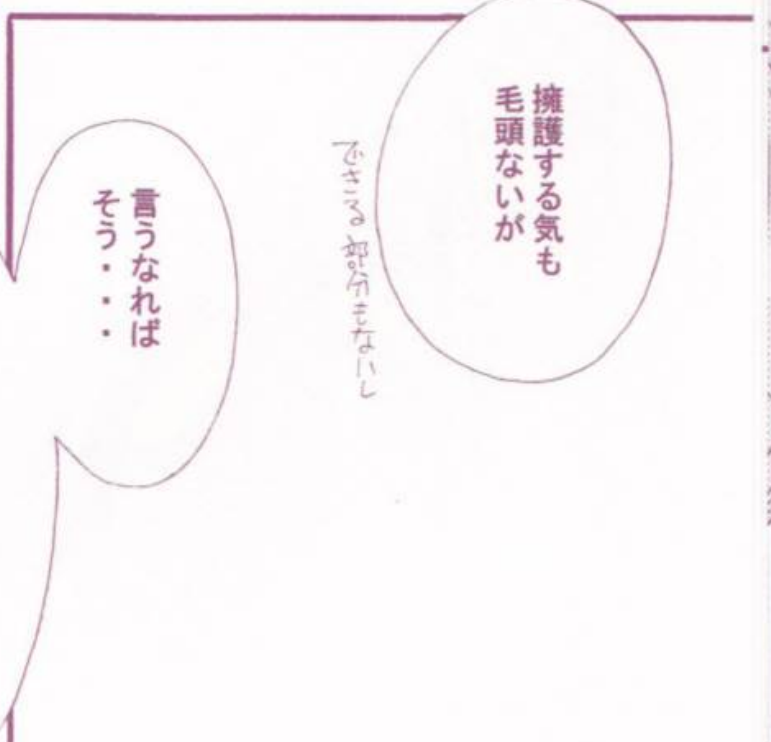 擁護する気も
毛頭ないが
できる部分もないし
言うなれば
そう・・・